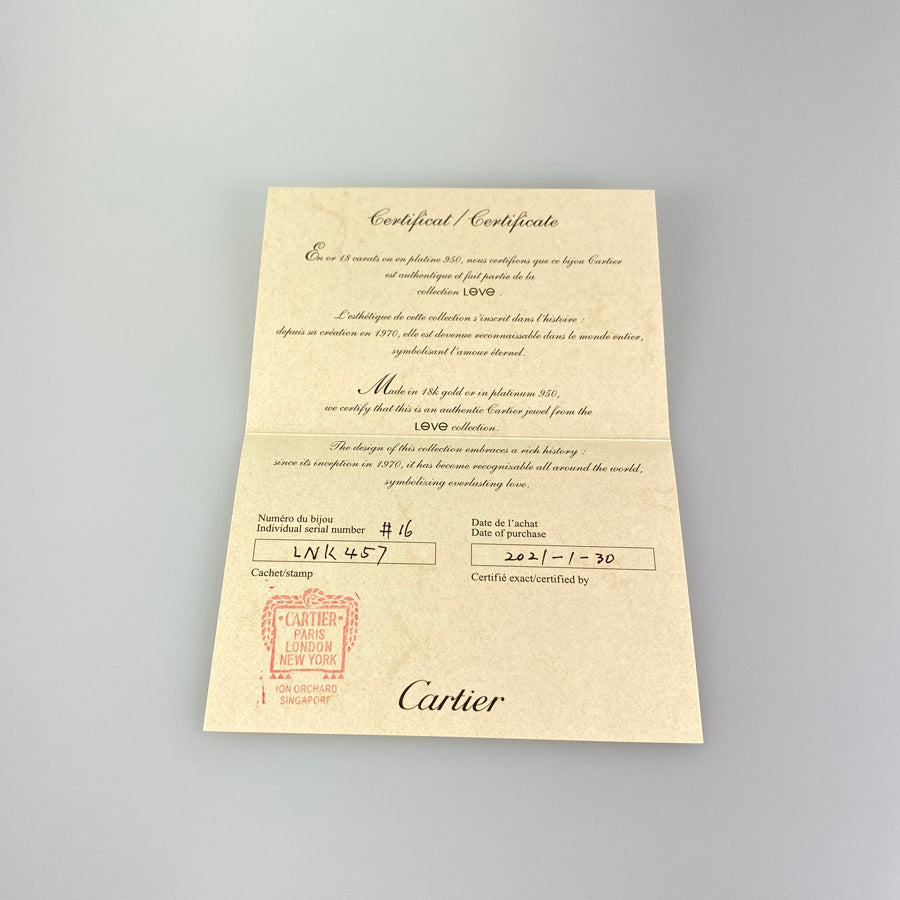 Certificat / Certificate
En or 18 carats ou en platine 950, nous certifions que ce bijou Cartier
est authentique et fait partie de la
collection LOVE .
L'esthétique de cette collection s'inscrit dans l'histoire :
depuis sa création en 1970, elle est devenue reconnaissable dans le monde entier,
symbolisant l'amour éternel.
Made in 18k gold or in platinum 950,
we certify that this is an authentic Cartier jewel from the
LOVE collection.
The design of this collection embraces a rich history :
since its inception in 1970, it has become recognizable all around the world,
symbolizing everlasting love.
Numéro du bijou
Individual serial number #16
LNK457
Date de l'achat
Date of purchase
2021-1-30
Cachet/stamp
Certifié exact/certified by
CARTIER
PARIS
LONDON
NEW YORK
ION ORCHARD
SINGAPORE
Cartier